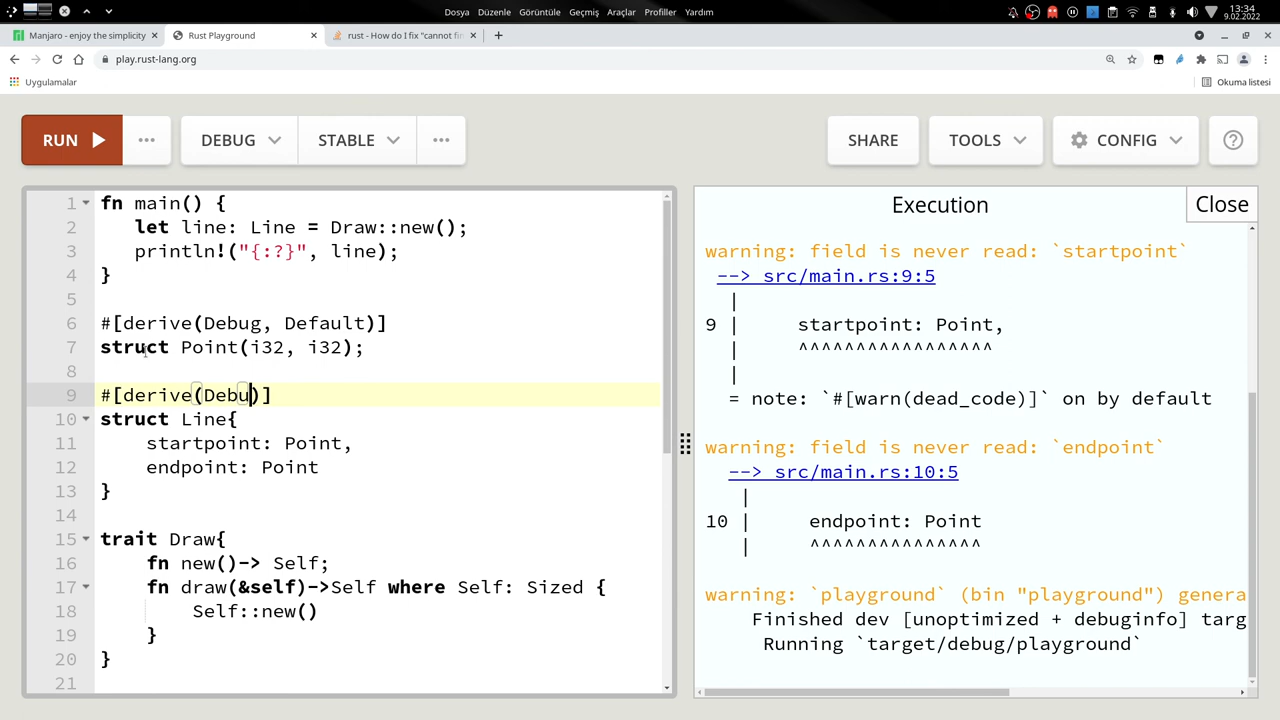 Dosya Düzenle Görüntüle Geçmiş Araçlar Profiller Yardım
13:34
9.02.2022
Manjaro - enjoy the simplicity
Rust Playground
rust - How do I fix "cannot fin
play.rust-lang.org
Uygulamalar
Okuma listesi
RUN
DEBUG
STABLE
SHARE
TOOLS
CONFIG
1 fn main() {
2 let line: Line = Draw::new();
3 println!("{:?}", line);
4 }
5
6 #[derive(Debug, Default)]
7 struct Point(i32, i32);
8
9 #[derive(Debu)]
10 struct Line{
11 startpoint: Point,
12 endpoint: Point
13 }
14
15 trait Draw{
16 fn new()-> Self;
17 fn draw(&self)->Self where Self: Sized {
18 Self::new()
19 }
20 }
21
Execution
Close
warning: field is never read: `startpoint`
--> src/main.rs:9:5
|
9 | startpoint: Point,
| ^^^^^^^^^^^^^^^^^
|
= note: `#[warn(dead_code)]` on by default
warning: field is never read: `endpoint`
--> src/main.rs:10:5
|
10 | endpoint: Point
| ^^^^^^^^^^^^^^^
warning: `playground` (bin "playground") genera
Finished dev [unoptimized + debuginfo] targ
Running `target/debug/playground`